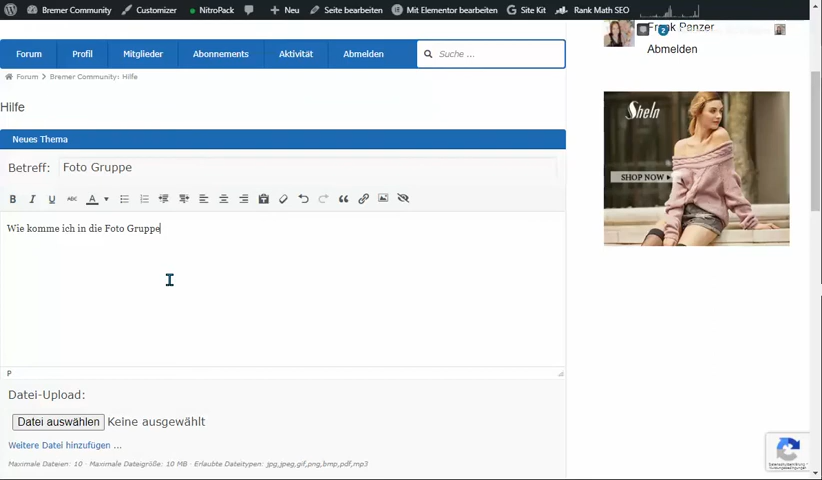 Bremer Community Customizer NitroPack Neu Seite bearbeiten Mit Elementor bearbeiten Site Kit Rank Math SEO
Forum Profil Mitglieder Abonnements Aktivität Abmelden Suche ...
Frank Panzer
2
Abmelden
Forum > Bremer Community: Hilfe
Hilfe
SheIn
SHOP NOW
Neues Thema
Betreff: Foto Gruppe
B I U ABC A
Wie komme ich in die Foto Gruppe
P
Datei-Upload:
Datei auswählen Keine ausgewählt
Weitere Datei hinzufügen ...
Maximale Dateien: 10 · Maximale Dateigröße: 10 MB · Erlaubte Dateitypen: jpg,jpeg,gif,png,bmp,pdf,mp3